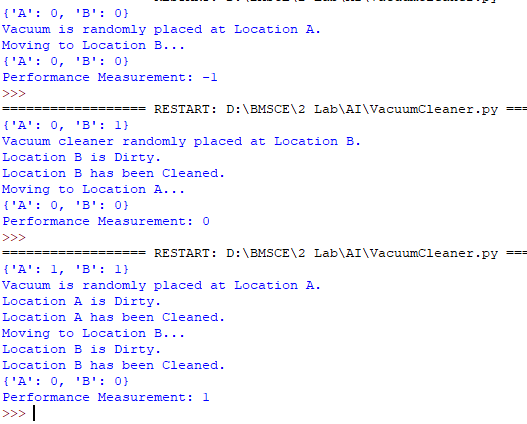 {'A': 0, 'B': 0}
Vacuum is randomly placed at Location A.
Moving to Location B...
{'A': 0, 'B': 0}
Performance Measurement: -1
>>>
================== RESTART: D:\BMSCE\2 Lab\AI\VacuumCleaner.py ===
{'A': 0, 'B': 1}
Vacuum cleaner randomly placed at Location B.
Location B is Dirty.
Location B has been Cleaned.
Moving to Location A...
{'A': 0, 'B': 0}
Performance Measurement: 0
>>>
================== RESTART: D:\BMSCE\2 Lab\AI\VacuumCleaner.py ===
{'A': 1, 'B': 1}
Vacuum is randomly placed at Location A.
Location A is Dirty.
Location A has been Cleaned.
Moving to Location B...
Location B is Dirty.
Location B has been Cleaned.
{'A': 0, 'B': 0}
Performance Measurement: 1
>>>